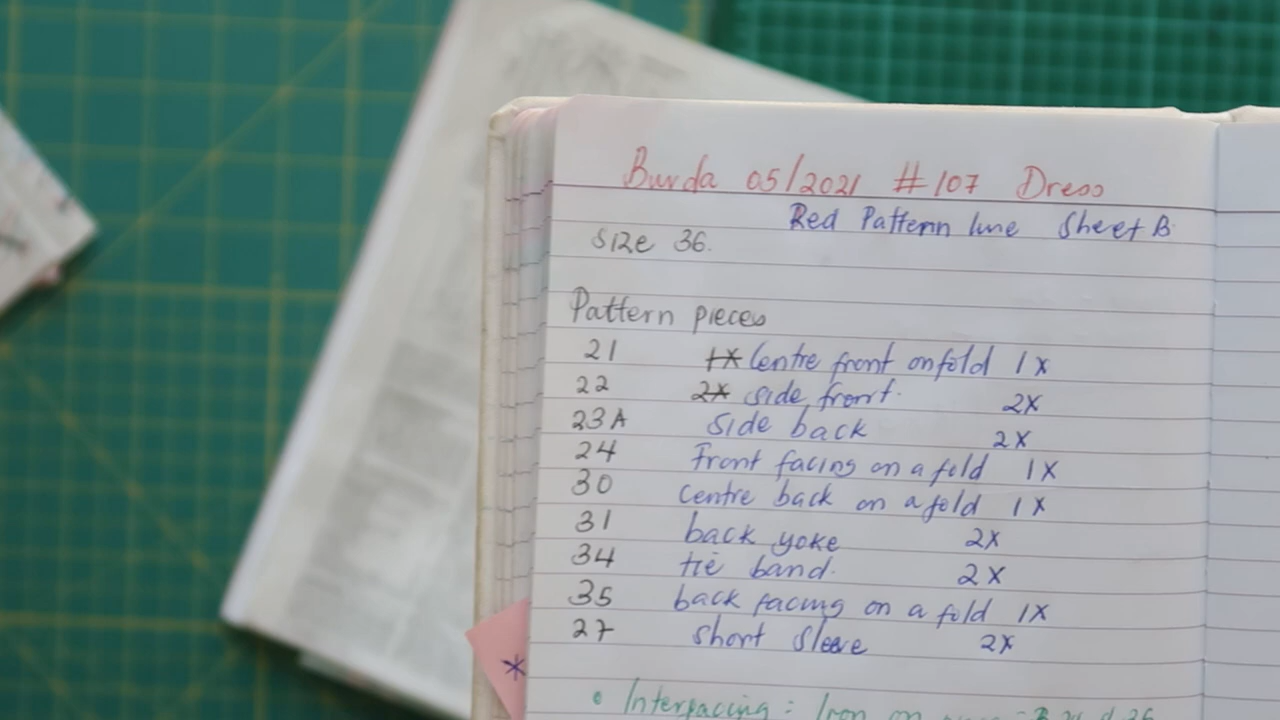 Burda 05/2021 #107 Dress
Red Pattern line Sheet B
Size 36.
Pattern pieces
21 1x Centre front on fold 1x
22 2x side front. 2x
23A Side back 2x
24 Front facing on a fold 1x
30 Centre back on a fold 1x
31 back yoke 2x
34 tie band. 2x
35 back facing on a fold 1x
27 short sleeve 2x
• Interfacing: Iron on